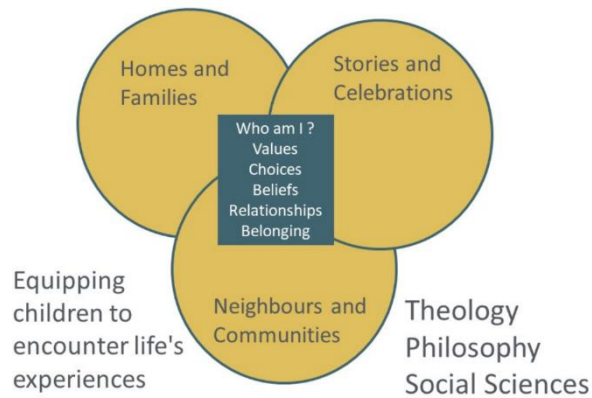 Homes and
Families
Stories and
Celebrations
Who am I ?
Values
Choices
Beliefs
Relationships
Belonging
Neighbours and
Communities
Equipping
children to
encounter life's
experiences
Theology
Philosophy
Social Sciences